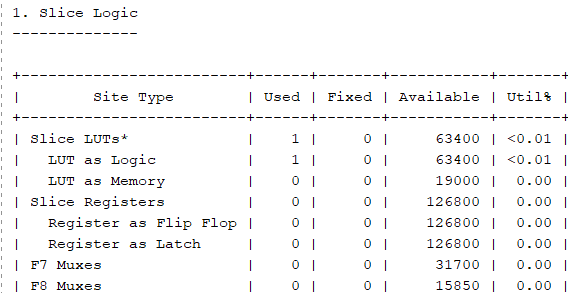 1. Slice Logic
--------------
+-------------------------+------+-------+-----------+-------+
|        Site Type        | Used | Fixed | Available | Util% |
+-------------------------+------+-------+-----------+-------+
| Slice LUTs*             |    1 |     0 |     63400 | <0.01 |
|   LUT as Logic          |    1 |     0 |     63400 | <0.01 |
|   LUT as Memory         |    0 |     0 |     19000 |  0.00 |
| Slice Registers         |    0 |     0 |    126800 |  0.00 |
|   Register as Flip Flop |    0 |     0 |    126800 |  0.00 |
|   Register as Latch     |    0 |     0 |    126800 |  0.00 |
| F7 Muxes                |    0 |     0 |     31700 |  0.00 |
| F8 Muxes                |    0 |     0 |     15850 |  0.00 |